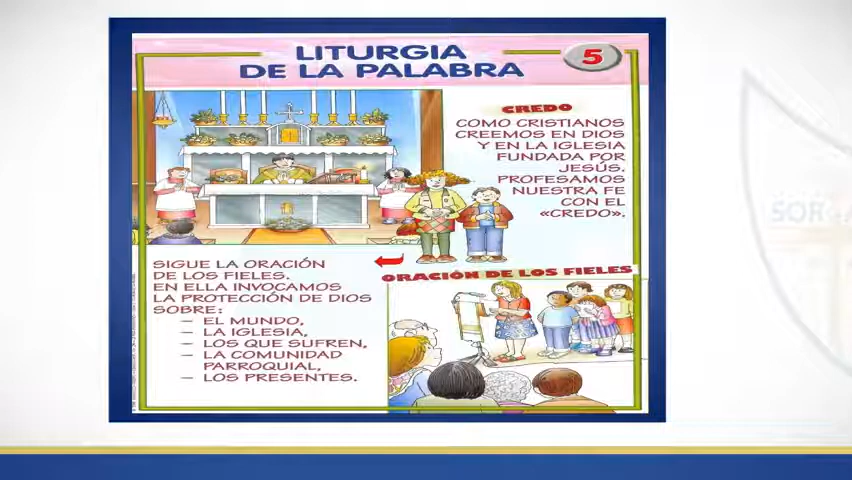 LITURGIA
DE LA PALABRA
5
CREDO
COMO CRISTIANOS
CREEMOS EN DIOS
Y EN LA IGLESIA
FUNDADA POR
JESÚS.
PROFESAMOS
NUESTRA FE
CON EL
«CREDO».
SIGUE LA ORACIÓN
DE LOS FIELES.
EN ELLA INVOCAMOS
LA PROTECCIÓN DE DIOS
SOBRE:
– EL MUNDO,
– LA IGLESIA,
– LOS QUE SUFREN,
– LA COMUNIDAD
PARROQUIAL,
– LOS PRESENTES.
ORACIÓN DE LOS FIELES
SOR